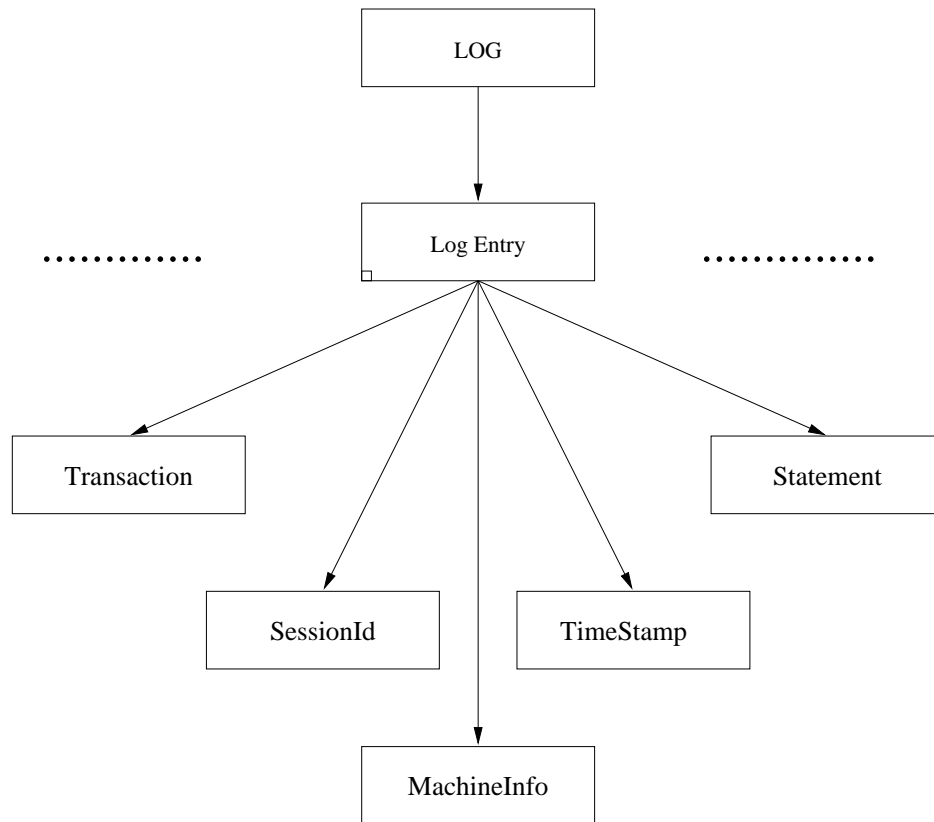 LOG
Log Entry
Transaction
Statement
SessionId
TimeStamp
MachineInfo